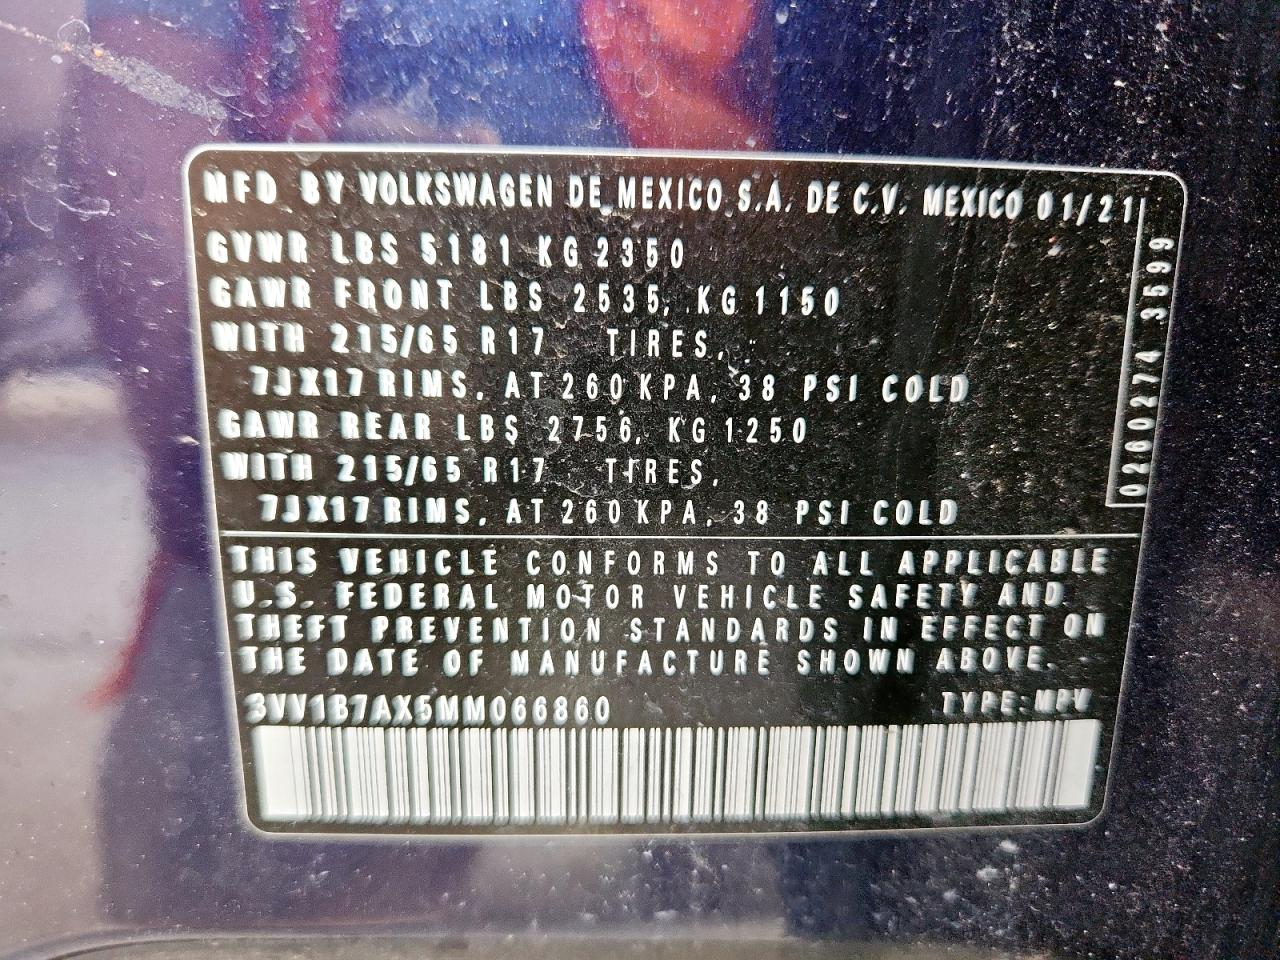 MFD BY VOLKSWAGEN DE MEXICO S.A. DE C.V. MEXICO 01/21
GVWR LBS 5181 KG 2350
GAWR FRONT LBS 2535, KG 1150
WITH 215/65 R17 TIRES,
7JX17 RIMS, AT 260 KPA, 38 PSI COLD
GAWR REAR LBS 2756, KG 1250
WITH 215/65 R17 TIRES,
7JX17 RIMS, AT 260 KPA, 38 PSI COLD
0260274 3599
THIS VEHICLE CONFORMS TO ALL APPLICABLE
U.S. FEDERAL MOTOR VEHICLE SAFETY AND
THEFT PREVENTION STANDARDS IN EFFECT ON
THE DATE OF MANUFACTURE SHOWN ABOVE.
3VV1B7AX5MM066860 TYPE: MPV